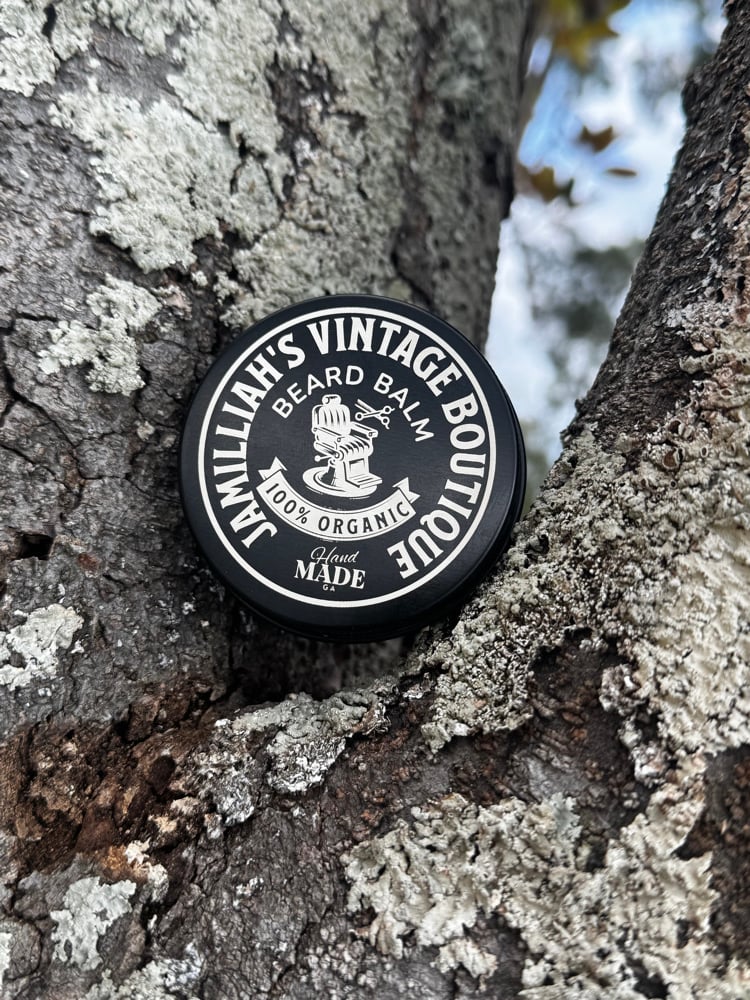 JAMILLIAH'S VINTAGE BOUTIQUE
BEARD BALM
100% ORGANIC
Hand
MADE
GA